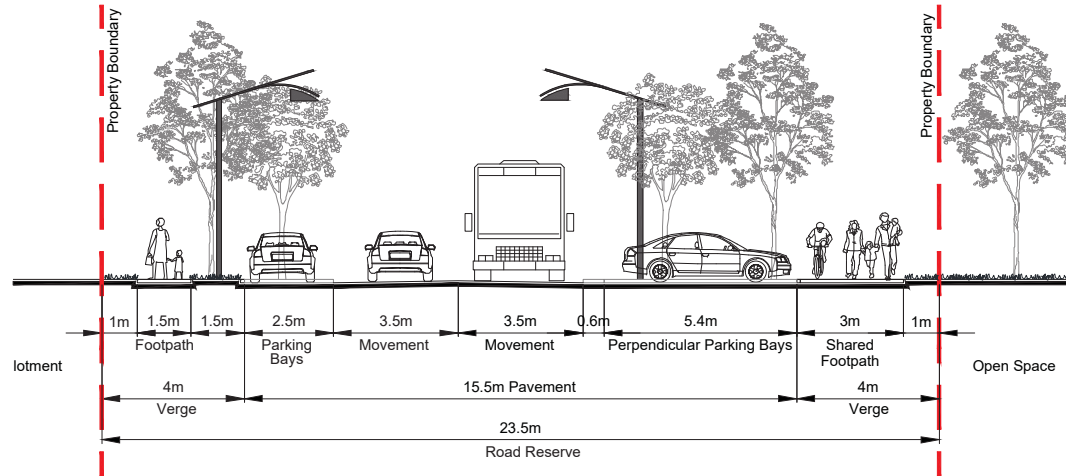 Property Boundary
Property Boundary
1m
1.5m
1.5m
2.5m
3.5m
3.5m
0.6m
5.4m
3m
1m
Footpath
Parking
Bays
Movement
Movement
Perpendicular Parking Bays
Shared
Footpath
lotment
Open Space
4m
15.5m Pavement
4m
Verge
Verge
23.5m
Road Reserve